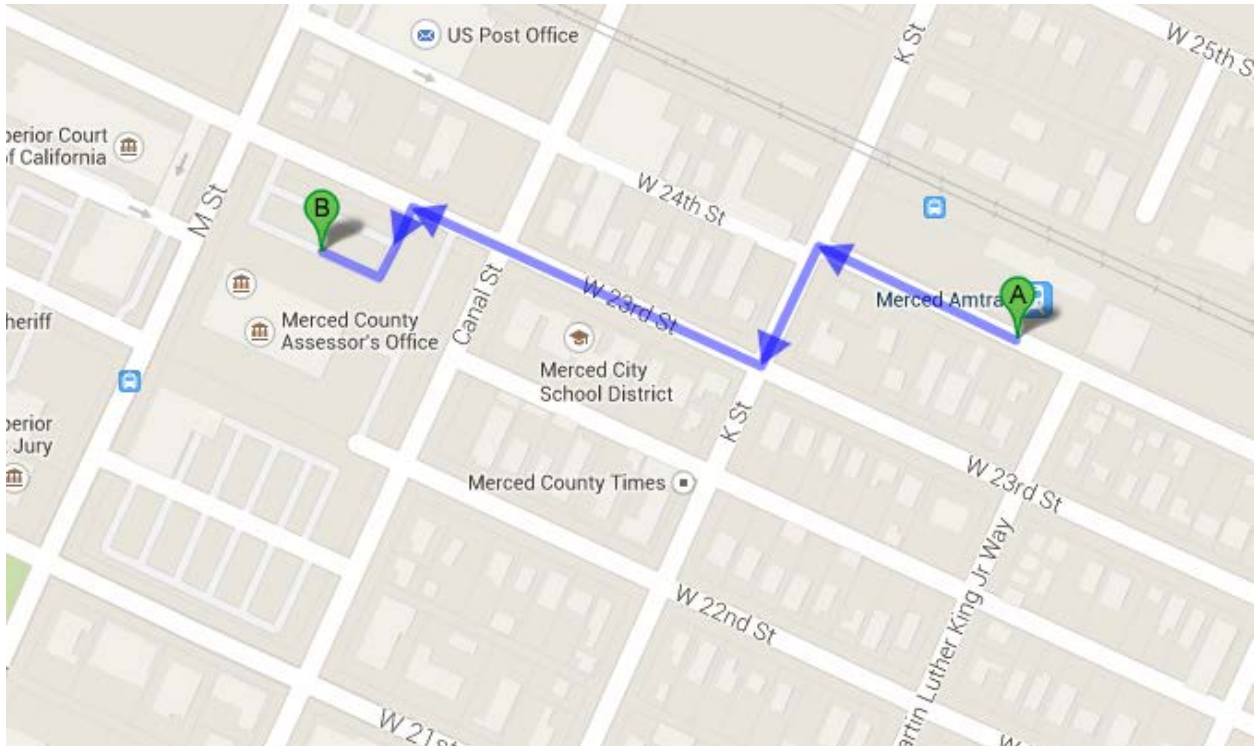 US Post Office
K St
W 25th S
perior Court
of California
M St
W 24th St
B
Merced Amtra
A
heriff
Merced County
Assessor's Office
Canal St
W 23rd St
Merced City
School District
perior
Jury
K St
Merced County Times
W 23rd St
W 22nd St
artin Luther King Jr Way
W 21st